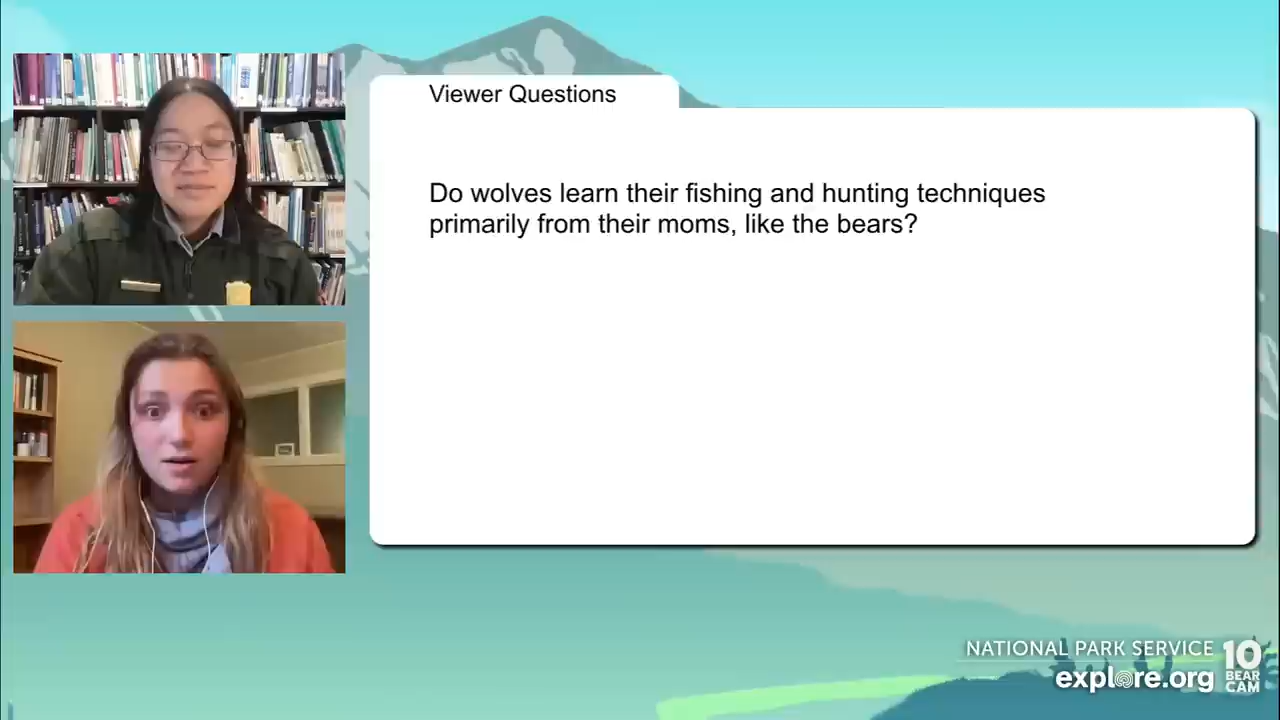 Viewer Questions
Do wolves learn their fishing and hunting techniques
primarily from their moms, like the bears?
NATIONAL PARK SERVICE
explore.org
10
BEAR
CAM